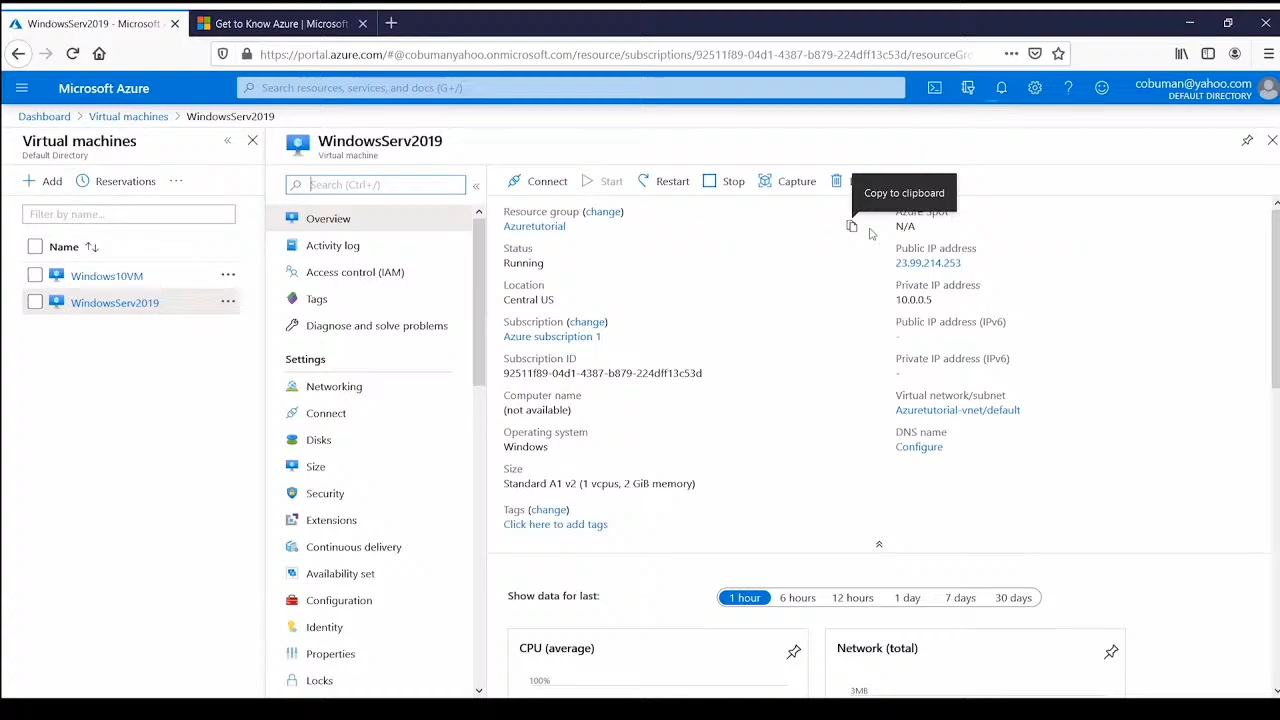 WindowsServ2019 - Microsoft
Get to Know Azure | Microsoft
https://portal.azure.com/#@cobumanyahoo.onmicrosoft.com/resource/subscriptions/92511f89-04d1-4387-b879-224dff13c53d/resourceGro
Microsoft Azure
Search resources, services, and docs (G+/)
cobuman@yahoo.com
DEFAULT DIRECTORY
Dashboard > Virtual machines > WindowsServ2019
Virtual machines
Default Directory
Add
Reservations
Filter by name...
Name
Windows10VM
WindowsServ2019
WindowsServ2019
Virtual machine
Search (Ctrl+/)
Overview
Activity log
Access control (IAM)
Tags
Diagnose and solve problems
Settings
Networking
Connect
Disks
Size
Security
Extensions
Continuous delivery
Availability set
Configuration
Identity
Properties
Locks
Connect
Start
Restart
Stop
Capture
Copy to clipboard
Resource group (change)
Azuretutorial
Status
Running
Location
Central US
Subscription (change)
Azure subscription 1
Subscription ID
92511f89-04d1-4387-b879-224dff13c53d
Computer name
(not available)
Operating system
Windows
Size
Standard A1 v2 (1 vcpus, 2 GiB memory)
Tags (change)
Click here to add tags
Azure Spot
N/A
Public IP address
23.99.214.253
Private IP address
10.0.0.5
Public IP address (IPv6)
-
Private IP address (IPv6)
-
Virtual network/subnet
Azuretutorial-vnet/default
DNS name
Configure
Show data for last:
1 hour
6 hours
12 hours
1 day
7 days
30 days
CPU (average)
100%
Network (total)
3MB